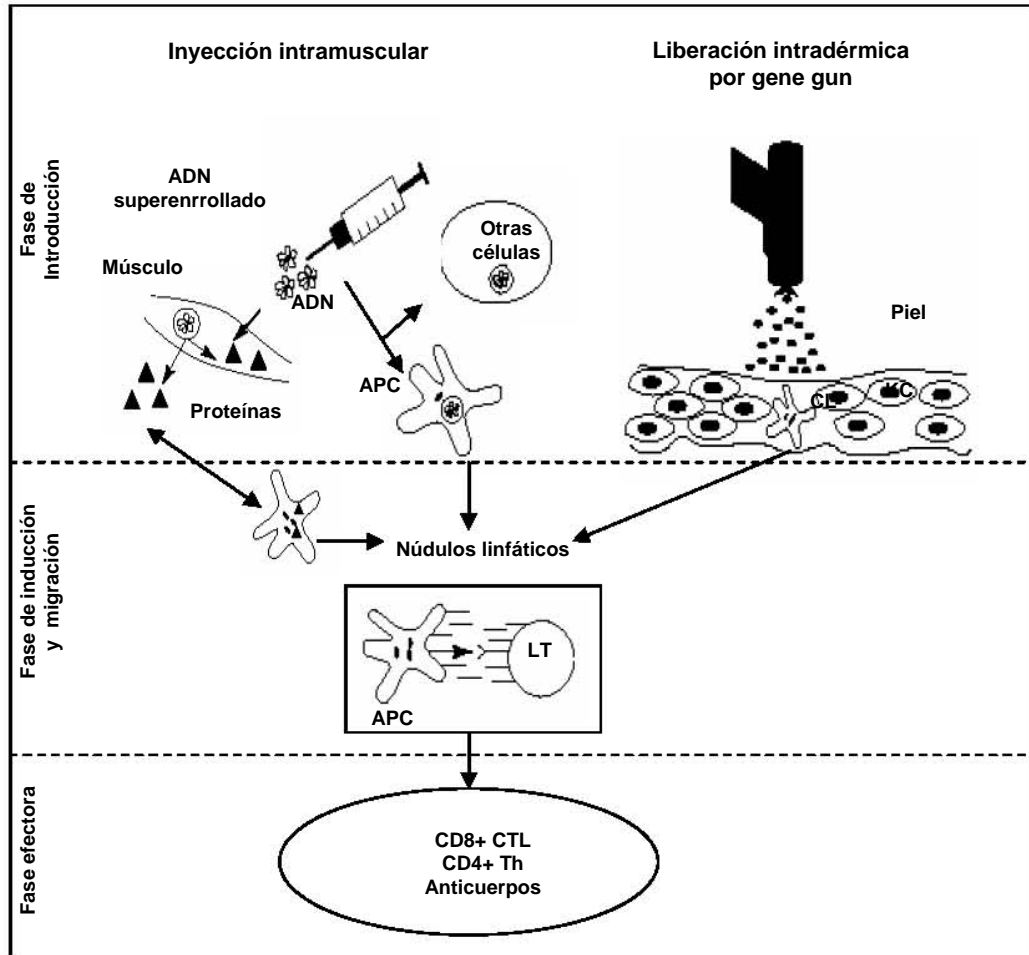 Inyección intramuscular
Liberación intradérmica
por gene gun
Fase de
Introducción
ADN
superenrrollado
Músculo
ADN
Otras
células
APC
Proteínas
Piel
CL
KC
Fase de inducción
y migración
Núdulos linfáticos
APC
LT
Fase efectora
CD8+ CTL
CD4+ Th
Anticuerpos